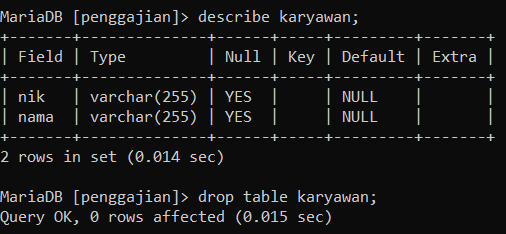 MariaDB [penggajian]> describe karyawan;
+-------+--------------+------+-----+---------+-------+
| Field | Type         | Null | Key | Default | Extra |
+-------+--------------+------+-----+---------+-------+
| nik   | varchar(255) | YES  |     | NULL    |       |
| nama  | varchar(255) | YES  |     | NULL    |       |
+-------+--------------+------+-----+---------+-------+
2 rows in set (0.014 sec)
MariaDB [penggajian]> drop table karyawan;
Query OK, 0 rows affected (0.015 sec)